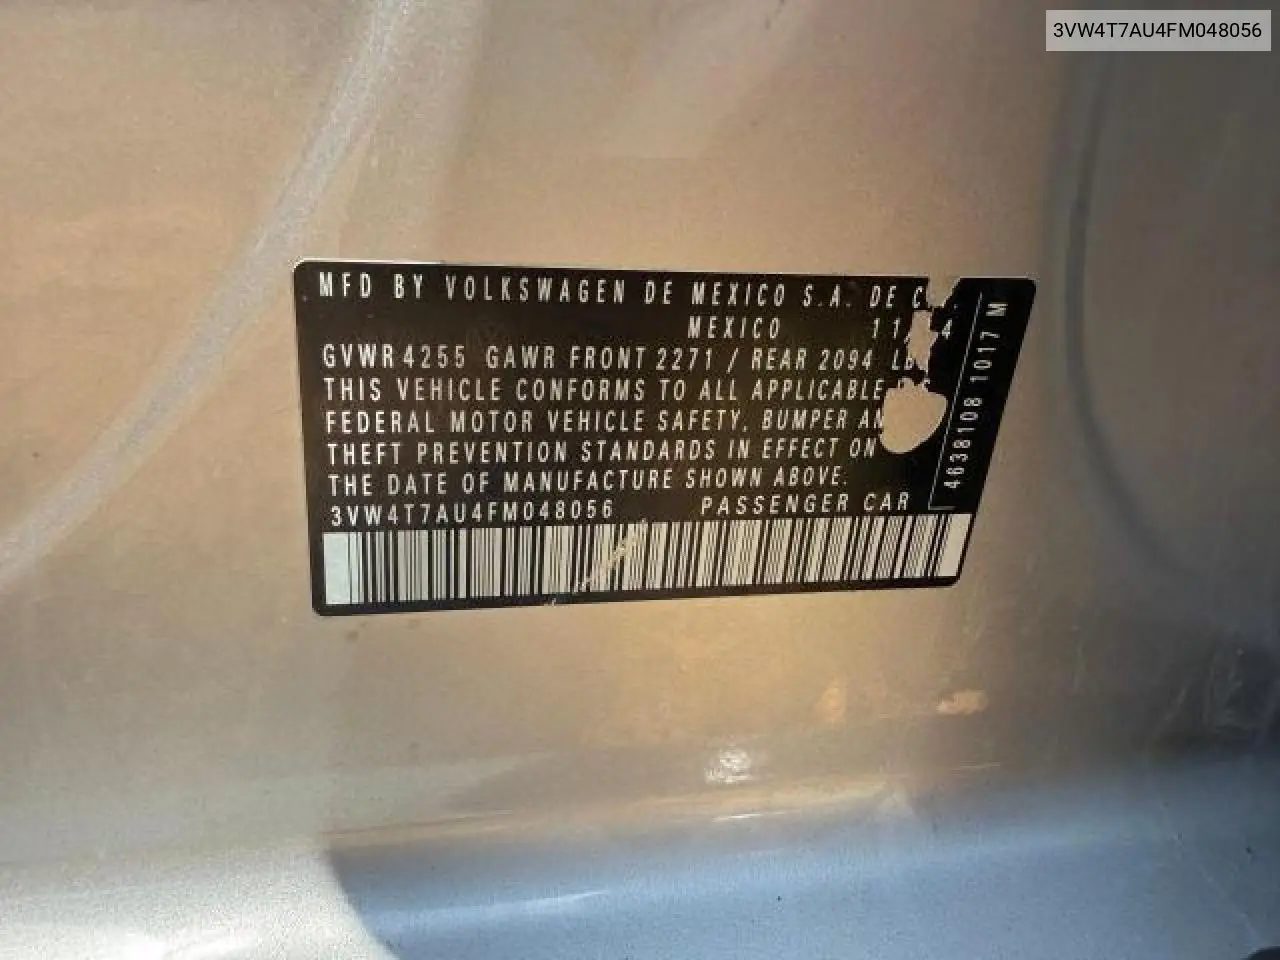 3VW4T7AU4FM048056
MFD BY VOLKSWAGEN DE MEXICO S.A. DE
MEXICO
GVWR 4255 GAWR FRONT 2271 / REAR 2094
THIS VEHICLE CONFORMS TO ALL APPLICABLE
FEDERAL MOTOR VEHICLE SAFETY, BUMPER
THEFT PREVENTION STANDARDS IN EFFECT ON
THE DATE OF MANUFACTURE SHOWN ABOVE.
3VW4T7AU4FM048056 PASSENGER CAR
4638108 1017 M